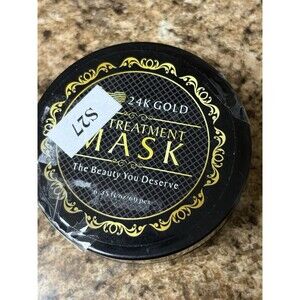 24K GOLD
S27
TREATMENT
MASK
The Beauty You Deserve